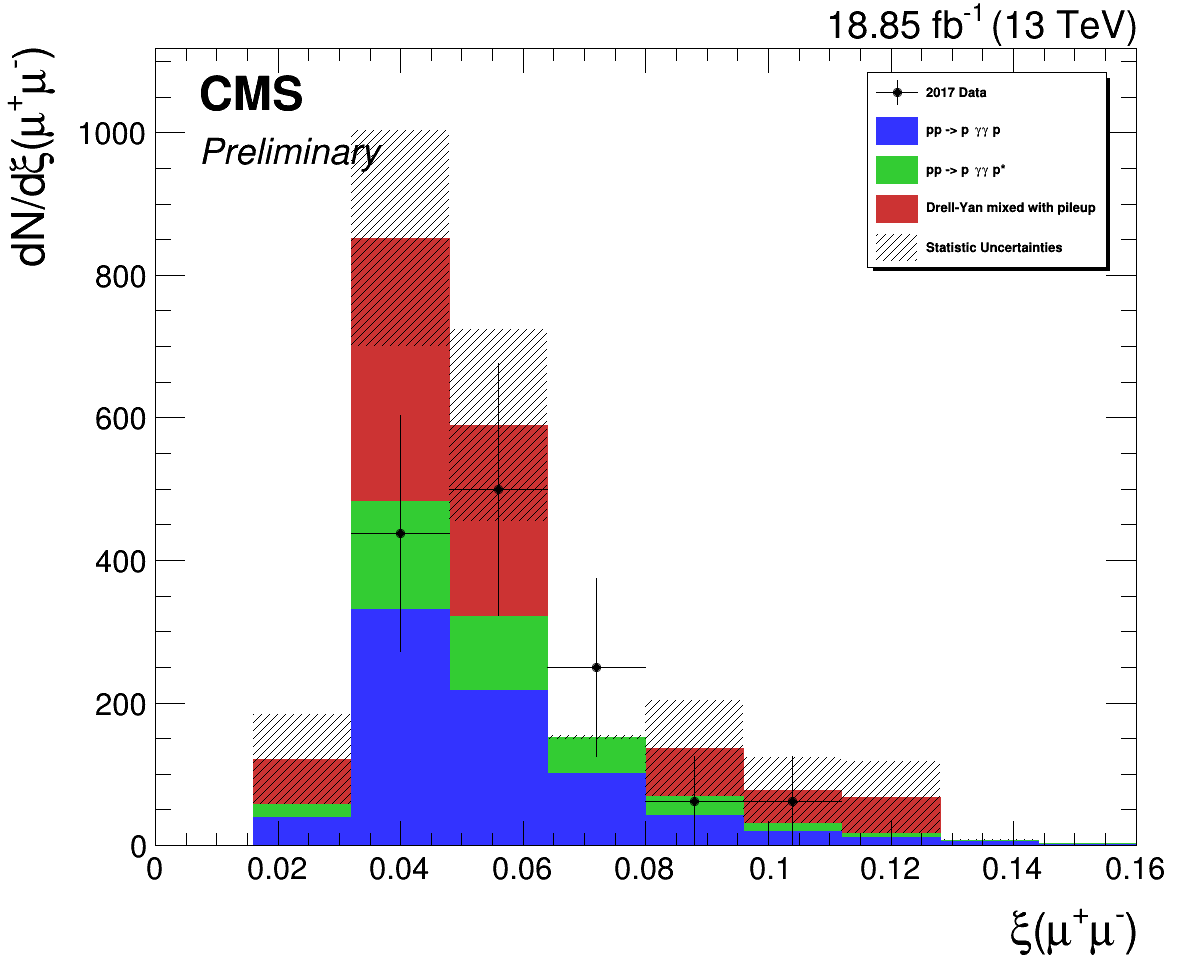 18.85 fb⁻¹ (13 TeV)
dN/dξ(μ⁺μ⁻)
CMS
Preliminary
2017 Data
pp -> p γγ p
pp -> p γγ p*
Drell-Yan mixed with pileup
Statistic Uncertainties
1000
800
600
400
200
0
0 0.02 0.04 0.06 0.08 0.1 0.12 0.14 0.16
ξ(μ⁺μ⁻)